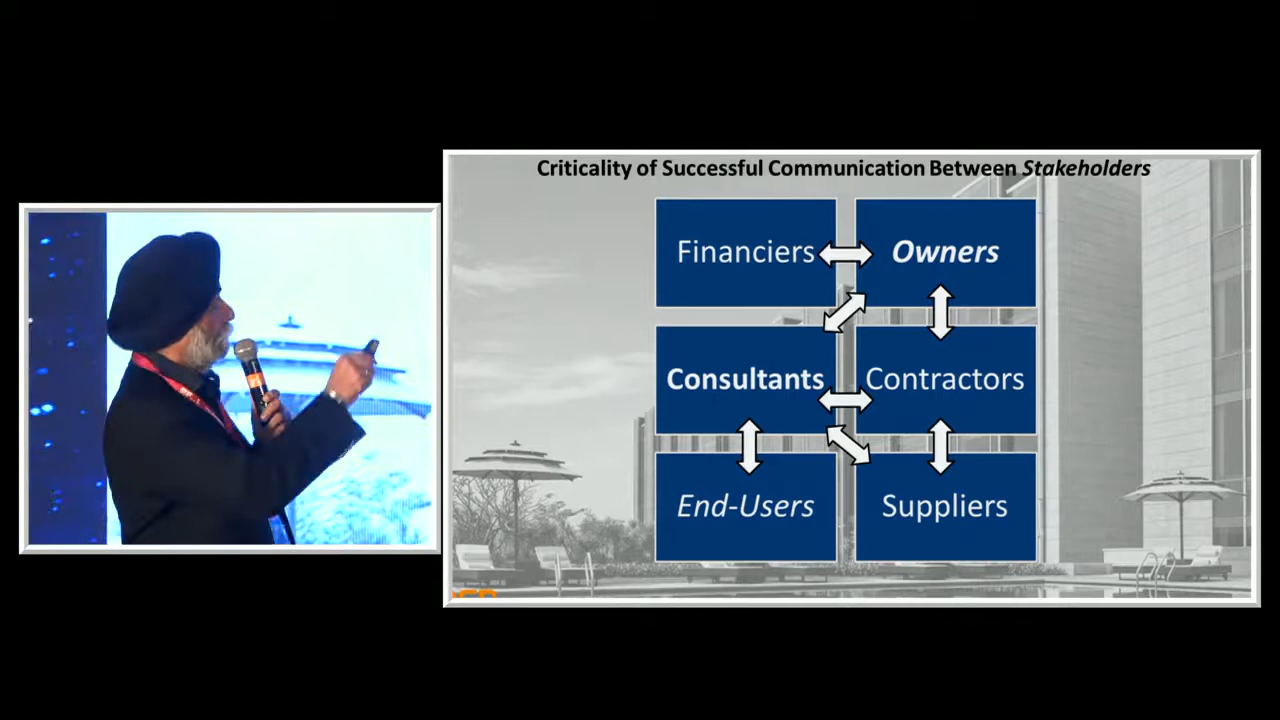 Criticality of Successful Communication Between Stakeholders
Financiers
Owners
Consultants
Contractors
End-Users
Suppliers